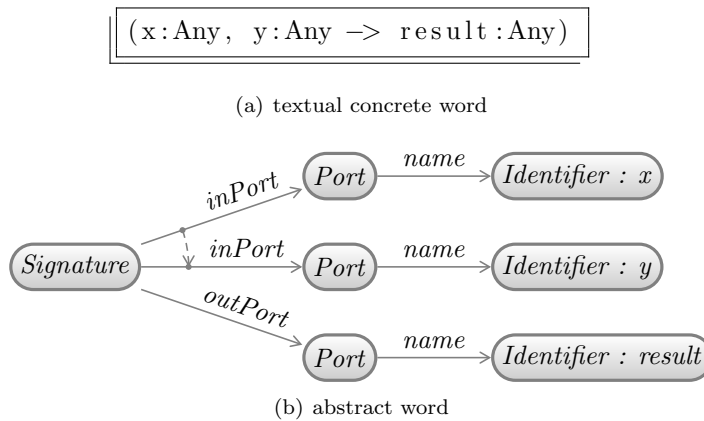 (x:Any, y:Any -> result:Any)
(a) textual concrete word
inPort Port name Identifier : x
Signature inPort Port name Identifier : y
outPort Port name Identifier : result
(b) abstract word